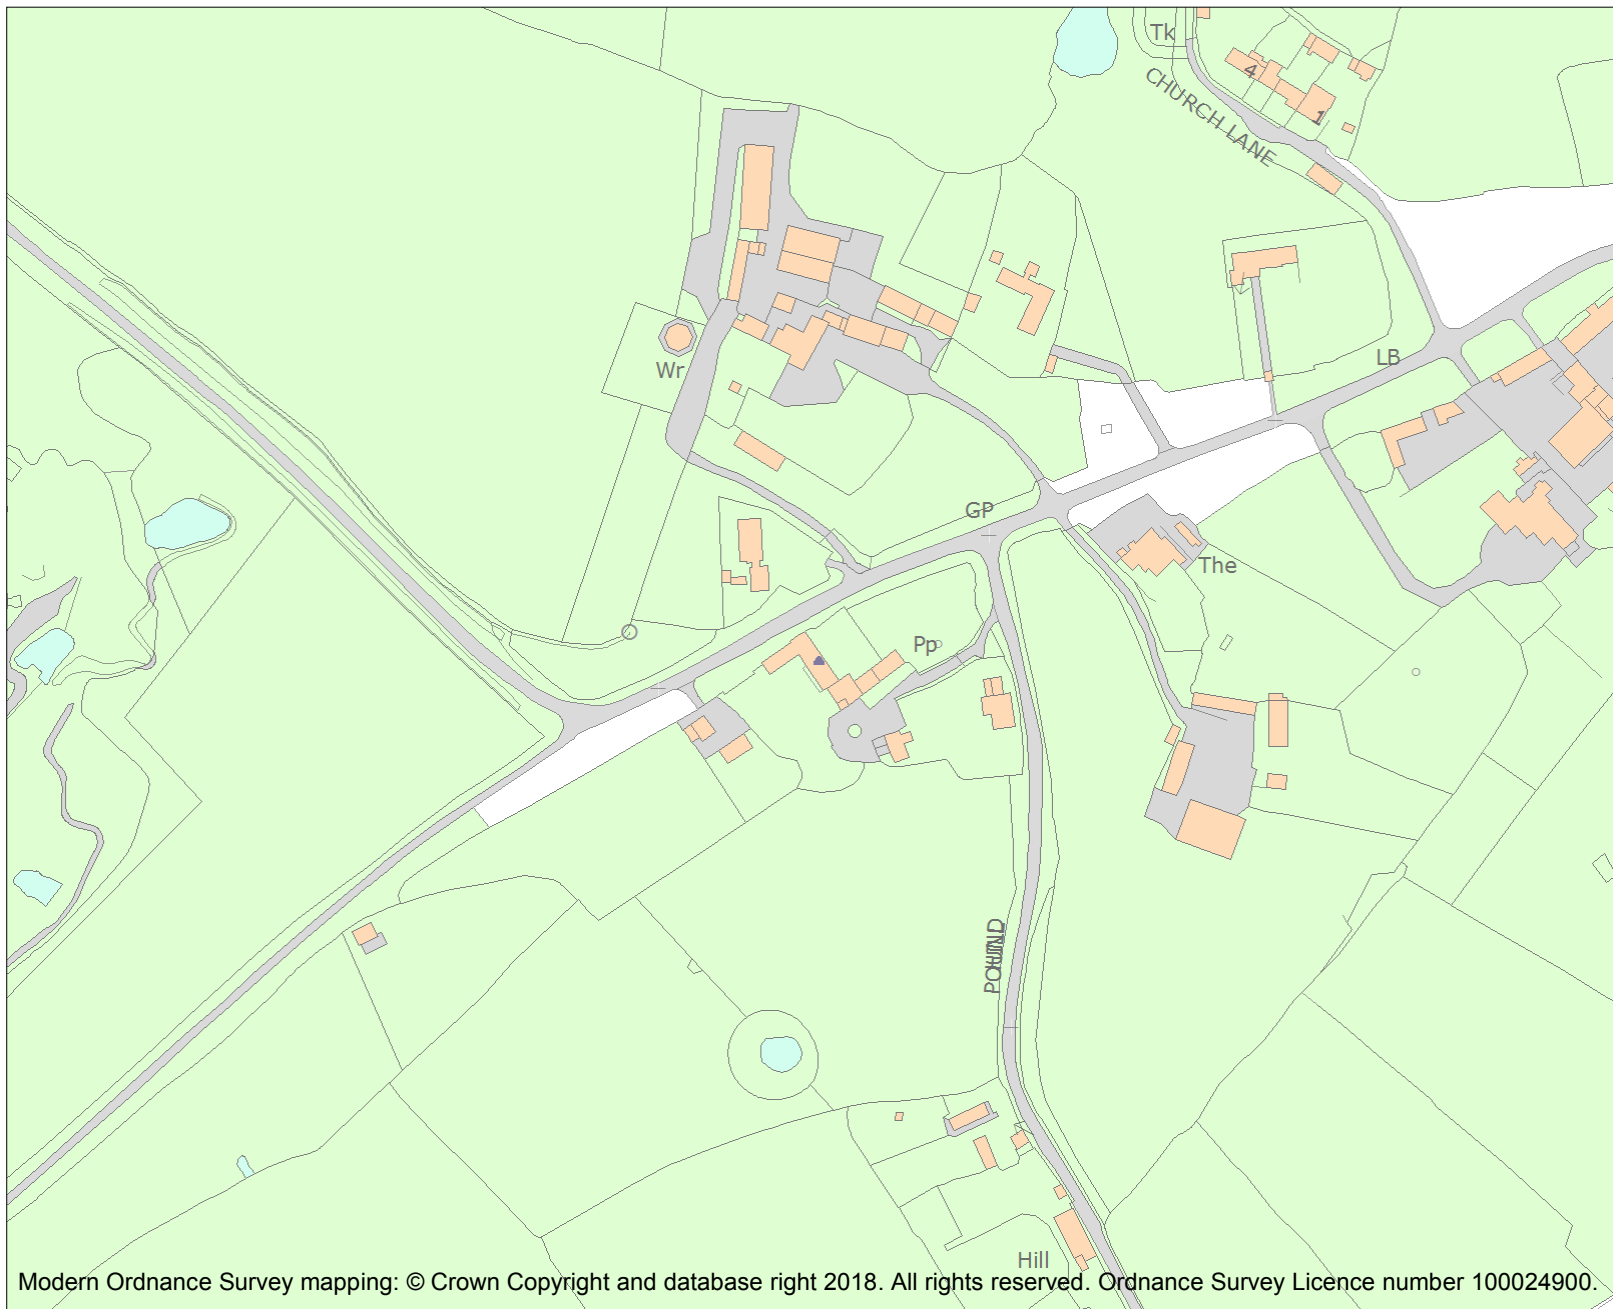 Tk
4
CHURCH LANE
1
LB
Wr
GP
The
Pp
POUND
Hill
Modern Ordnance Survey mapping: © Crown Copyright and database right 2018. All rights reserved. Ordnance Survey Licence number 100024900.